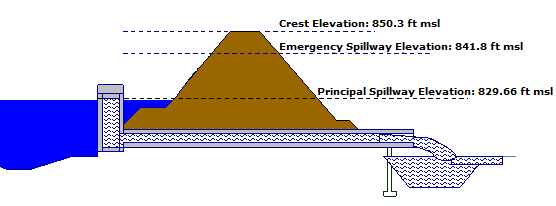 Crest Elevation: 850.3 ft msl
Emergency Spillway Elevation: 841.8 ft msl
Principal Spillway Elevation: 829.66 ft msl